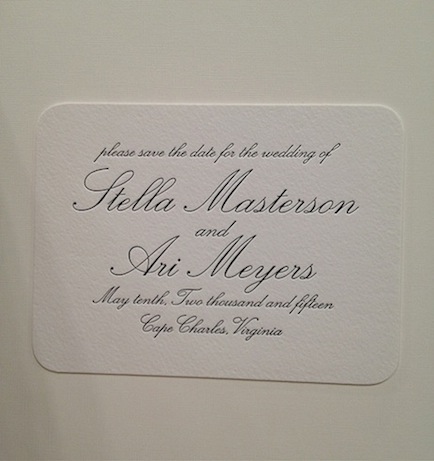 please save the date for the wedding of
Stella Masterson
and
Ari Meyers
May tenth, Two thousand and fifteen
Cape Charles, Virginia